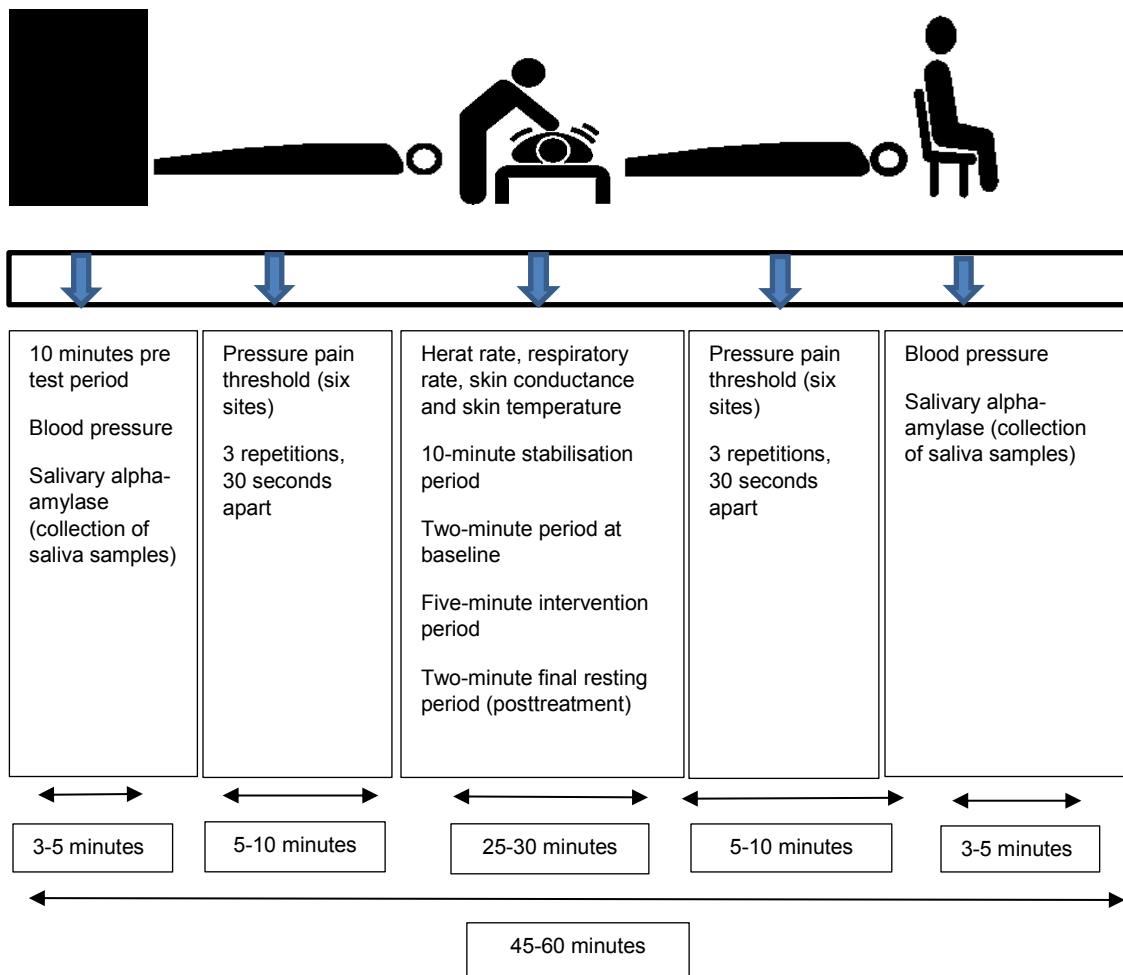 10 minutes pre
test period
Blood pressure
Salivary alpha-
amylase
(collection of
saliva samples)
Pressure pain
threshold (six
sites)
3 repetitions,
30 seconds
apart
Herat rate, respiratory
rate, skin conductance
and skin temperature
10-minute stabilisation
period
Two-minute period at
baseline
Five-minute intervention
period
Two-minute final resting
period (posttreatment)
Pressure pain
threshold (six
sites)
3 repetitions,
30 seconds
apart
Blood pressure
Salivary alpha-
amylase (collection
of saliva samples)
3-5 minutes
5-10 minutes
25-30 minutes
5-10 minutes
3-5 minutes
45-60 minutes